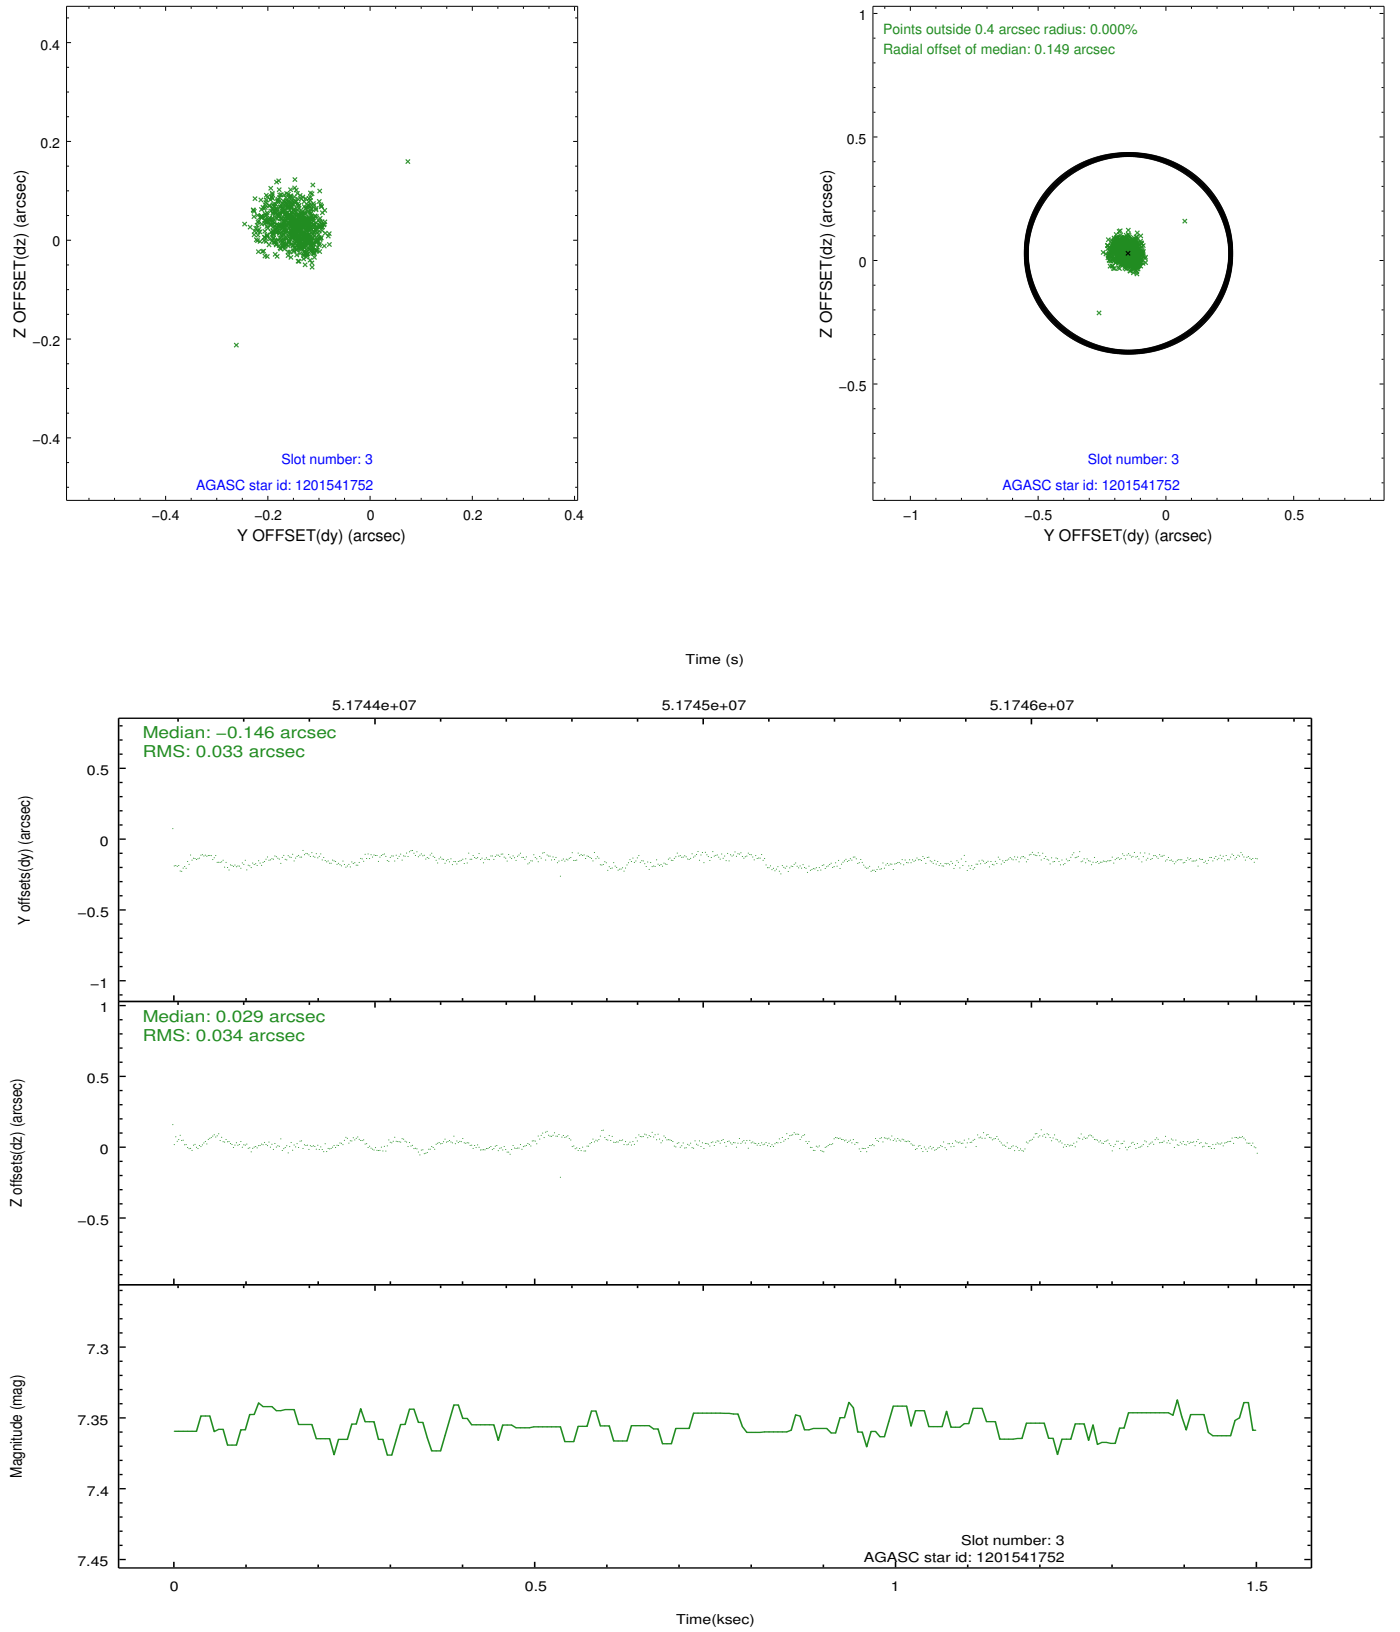 0.4
0.2
0
−0.2
−0.4
Z OFFSET(dz) (arcsec)
Slot number: 3
AGASC star id: 1201541752
−0.4
−0.2
0
0.2
0.4
Y OFFSET(dy) (arcsec)
Points outside 0.4 arcsec radius: 0.000%
Radial offset of median: 0.149 arcsec
1
0.5
0
−0.5
Z OFFSET(dz) (arcsec)
Slot number: 3
AGASC star id: 1201541752
−1
−0.5
0
0.5
Y OFFSET(dy) (arcsec)
Time (s)
5.1744e+07
5.1745e+07
5.1746e+07
Median: −0.146 arcsec
RMS: 0.033 arcsec
0.5
0
−0.5
−1
Y offsets(dy) (arcsec)
Median: 0.029 arcsec
RMS: 0.034 arcsec
1
0.5
0
−0.5
Z offsets(dz) (arcsec)
7.3
7.35
7.4
7.45
Magnitude (mag)
Slot number: 3
AGASC star id: 1201541752
0
0.5
1
1.5
Time(ksec)